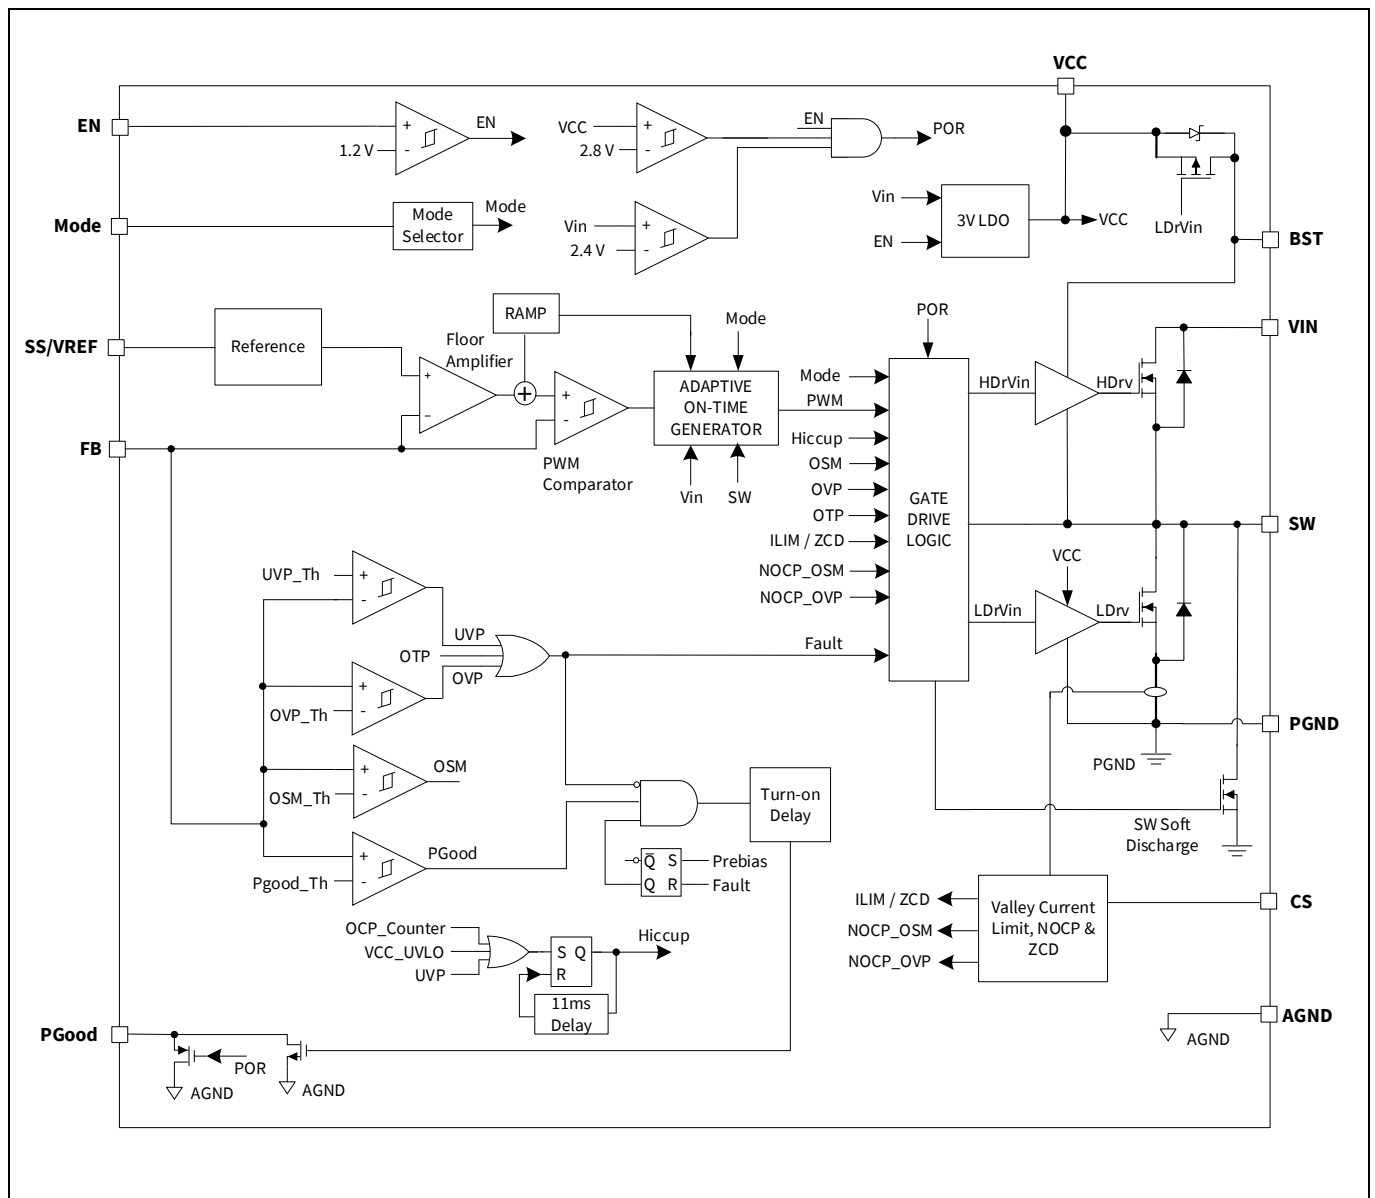 VCC
EN
+
-
1.2 V
EN
VCC
2.8 V
+
-
EN
POR
Mode
Mode
Selector
Mode
Vin
2.4 V
+
-
Vin
EN
3V LDO
VCC
LDrVin
BST
SS/VREF
Reference
Floor
Amplifier
RAMP
+
-
+
+
-
PWM
Comparator
Mode
ADAPTIVE
ON-TIME
GENERATOR
Vin
SW
FB
POR
Mode
PWM
Hiccup
OSM
OVP
OTP
ILIM / ZCD
NOCP_OSM
NOCP_OVP
Fault
GATE
DRIVE
LOGIC
HDrVin
HDrv
VIN
SW
VCC
LDrVin
LDrv
PGND
PGND
UVP_Th
+
-
UVP
OTP
OVP
OVP_Th
+
-
OSM_Th
+
-
OSM
Pgood_Th
+
-
PGood
Turn-on
Delay
Q S
Q R
Prebias
Fault
SW Soft
Discharge
ILIM / ZCD
NOCP_OSM
NOCP_OVP
Valley Current
Limit, NOCP &
ZCD
CS
OCP_Counter
VCC_UVLO
UVP
S Q
R
11ms
Delay
Hiccup
PGood
POR
AGND
AGND
AGND
AGND